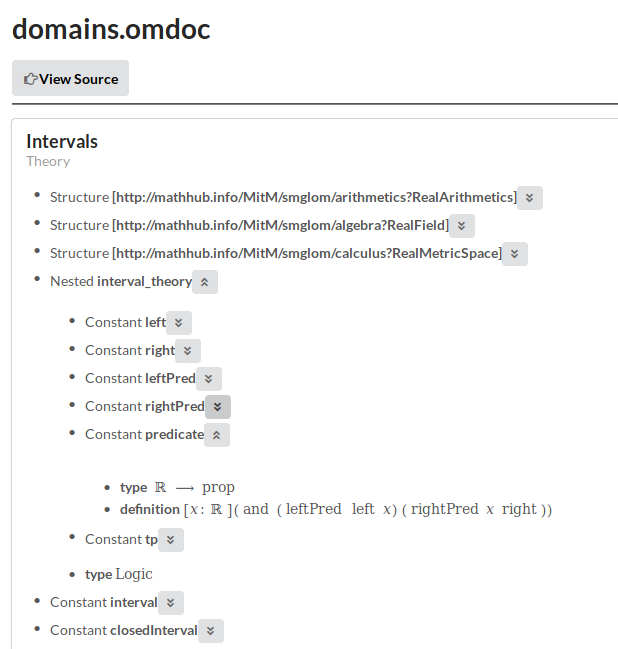 domains.omdoc
View Source
Intervals
Theory
Structure [http://mathhub.info/MitM/smglom/arithmetics?RealArithmetics]
Structure [http://mathhub.info/MitM/smglom/algebra?RealField]
Structure [http://mathhub.info/MitM/smglom/calculus?RealMetricSpace]
Nested interval_theory
Constant left
Constant right
Constant leftPred
Constant rightPred
Constant predicate
type ℝ ⟶ prop
definition [x: ℝ ]( and ( leftPred left x) ( rightPred x right ))
Constant tp
type Logic
Constant interval
Constant closedInterval